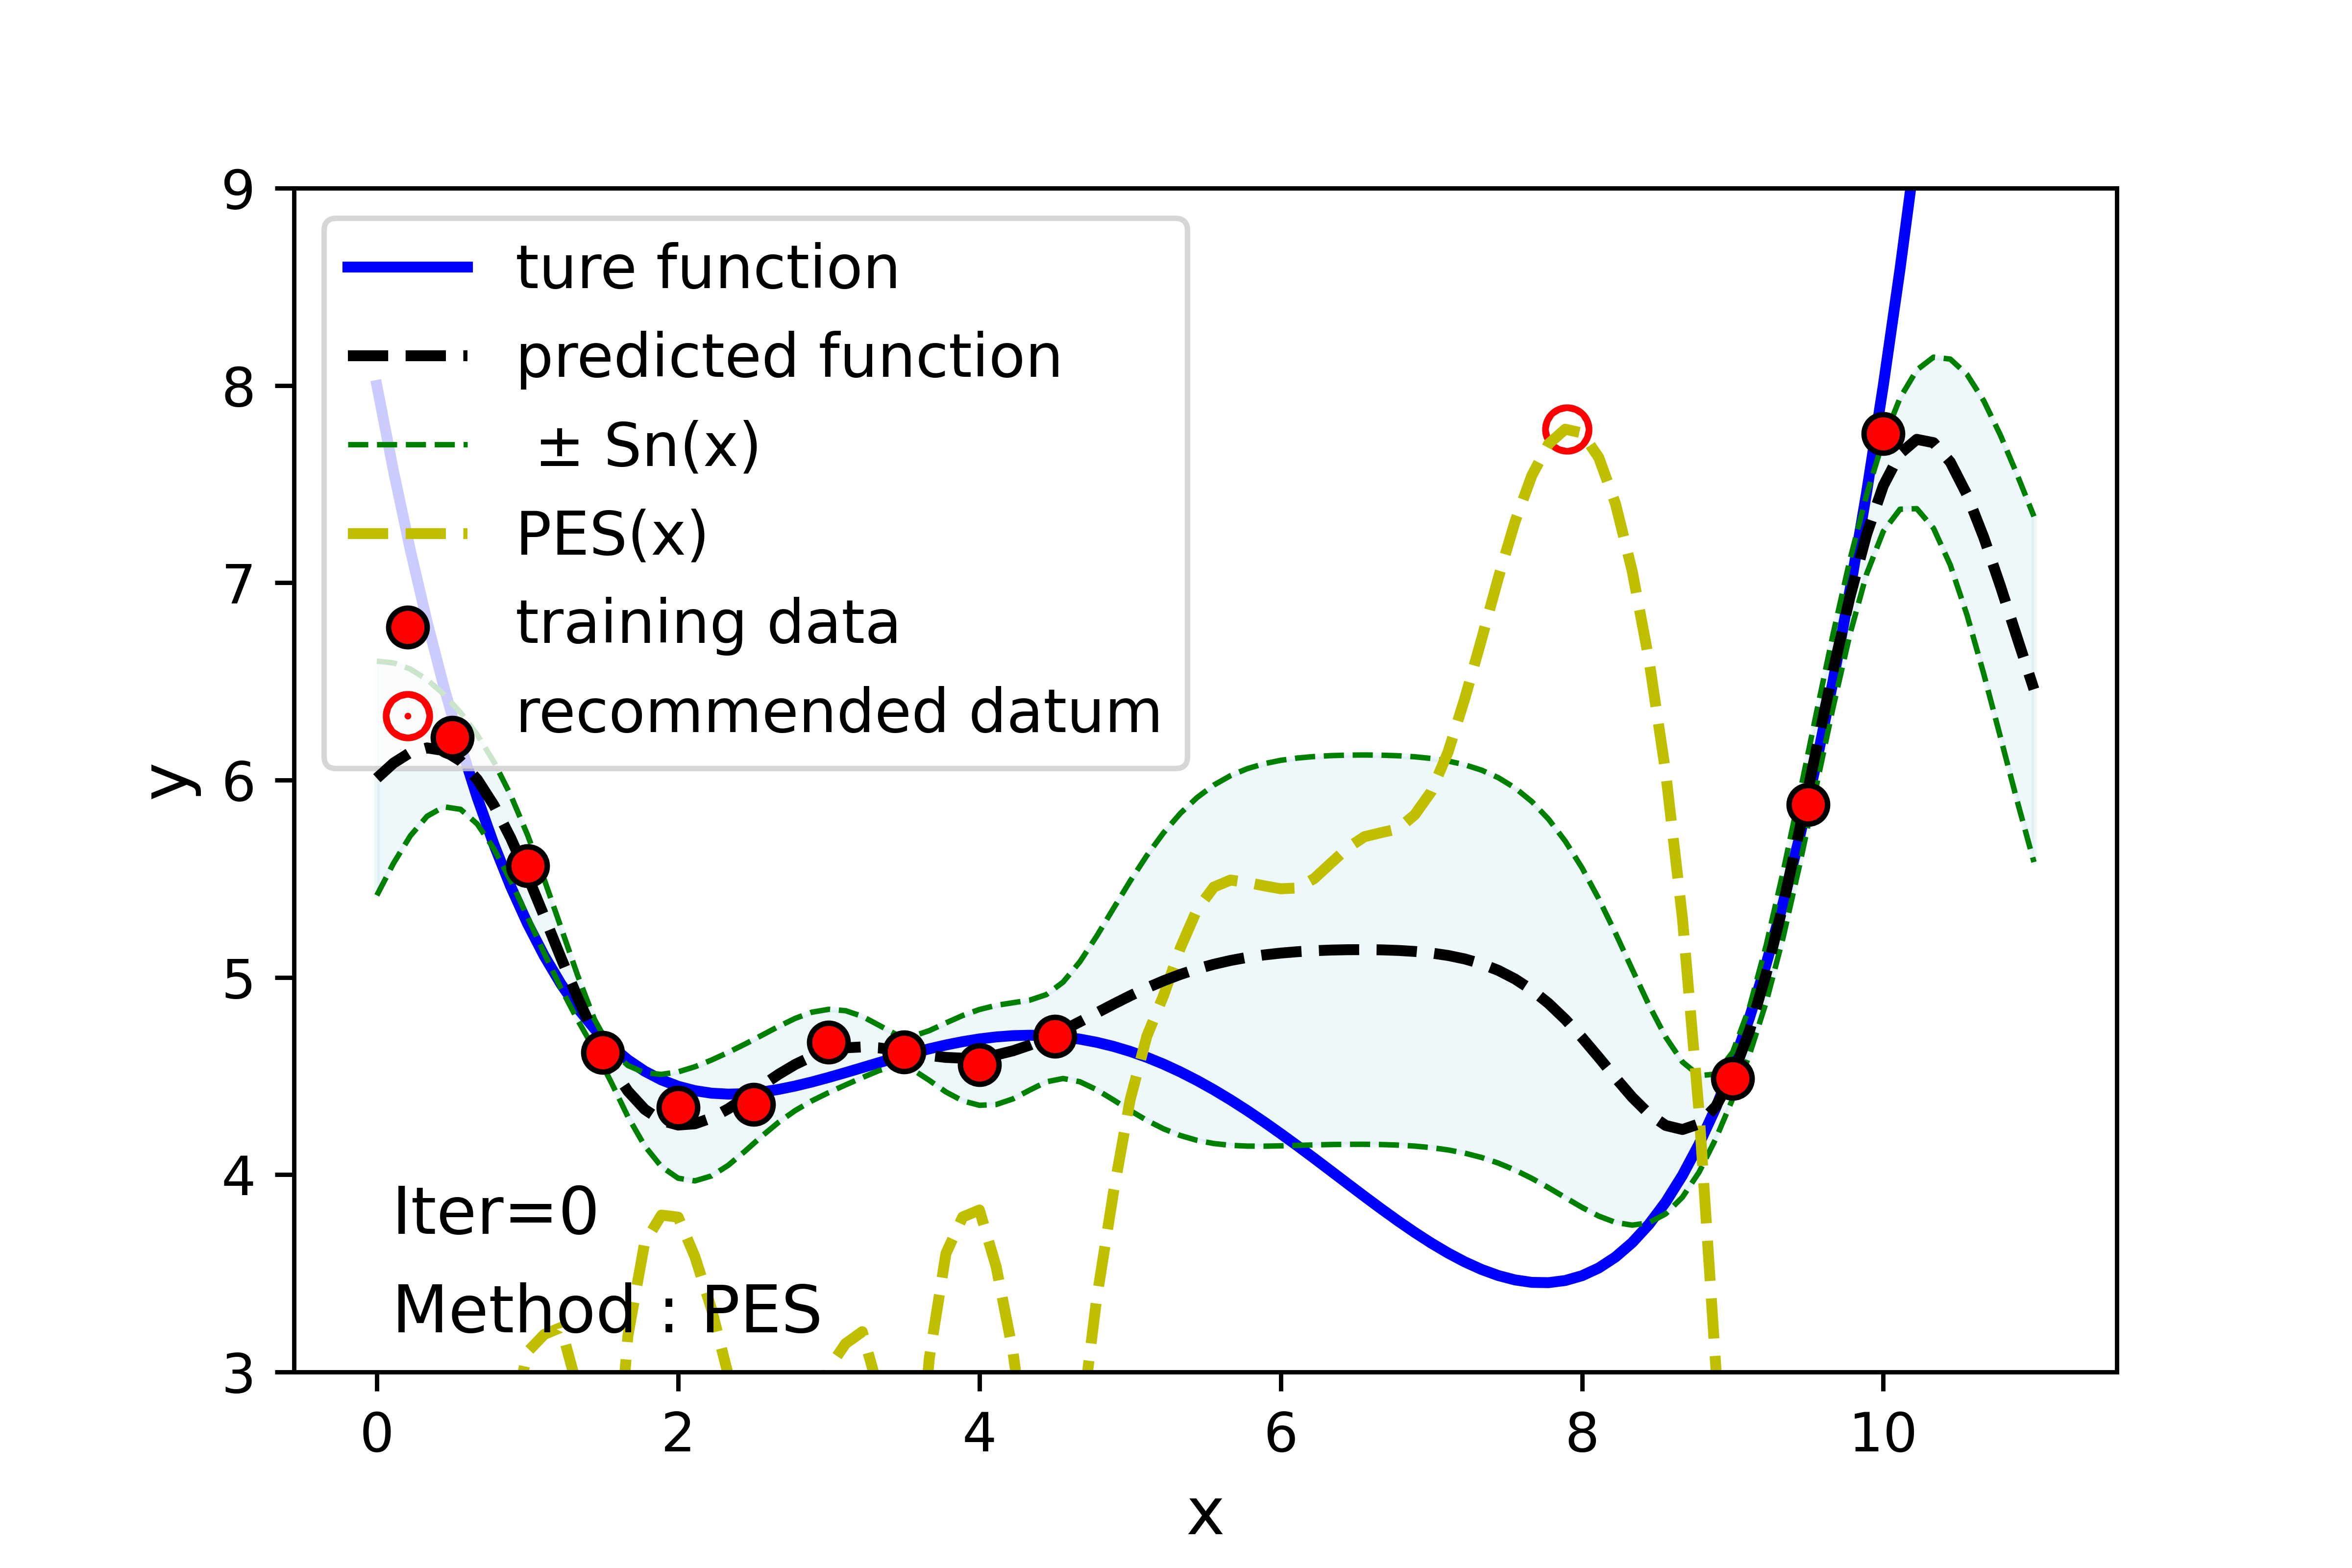 9
8
7
6
5
4
3
y
ture function
predicted function
± Sn(x)
PES(x)
training data
recommended datum
Iter=0
Method : PES
0 2 4 6 8 10
x